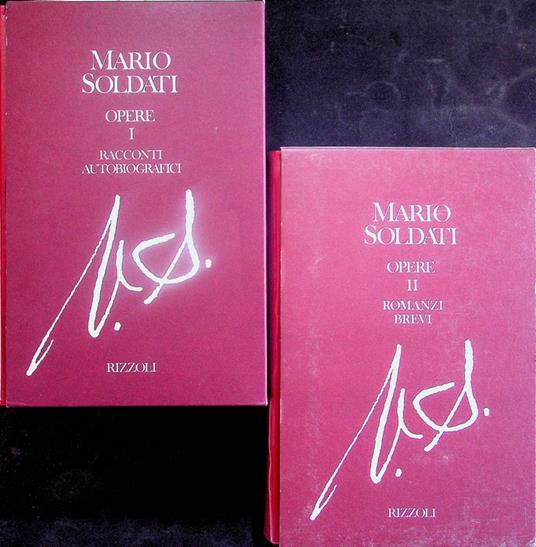 MARIO
SOLDATI
OPERE
I
RACCONTI
AUTOBIOGRAFICI
M.S.
RIZZOLI
MARIO
SOLDATI
OPERE
II
ROMANZI
BREVI
M.S.
RIZZOLI